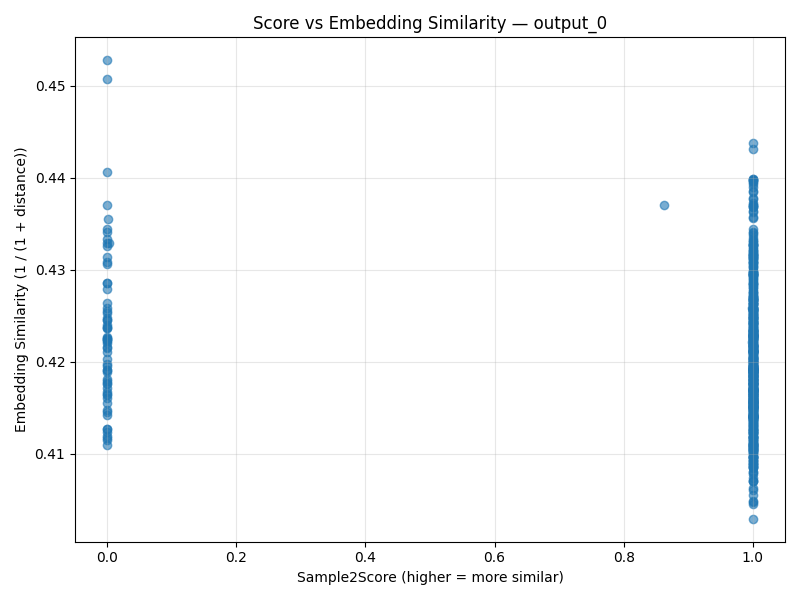 Score vs Embedding Similarity — output_0
Embedding Similarity (1 / (1 + distance))
0.45
0.44
0.43
0.42
0.41
0.0 0.2 0.4 0.6 0.8 1.0
Sample2Score (higher = more similar)